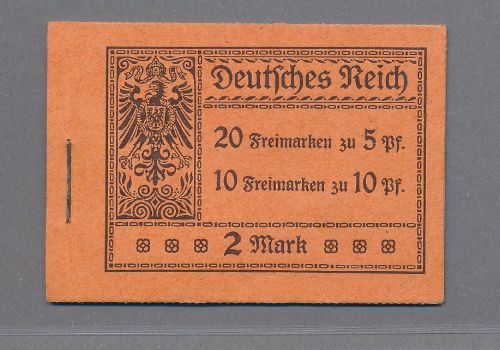 Deutsches Reich
20 Freimarken zu 5 Pf.
10 Freimarken zu 10 Pf.
2 Mark